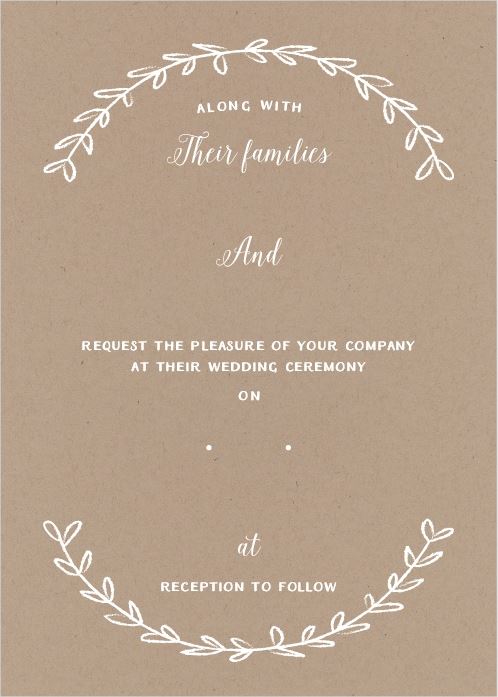 ALONG WITH
Their families
And
REQUEST THE PLEASURE OF YOUR COMPANY
AT THEIR WEDDING CEREMONY
ON
• •
at
RECEPTION TO FOLLOW